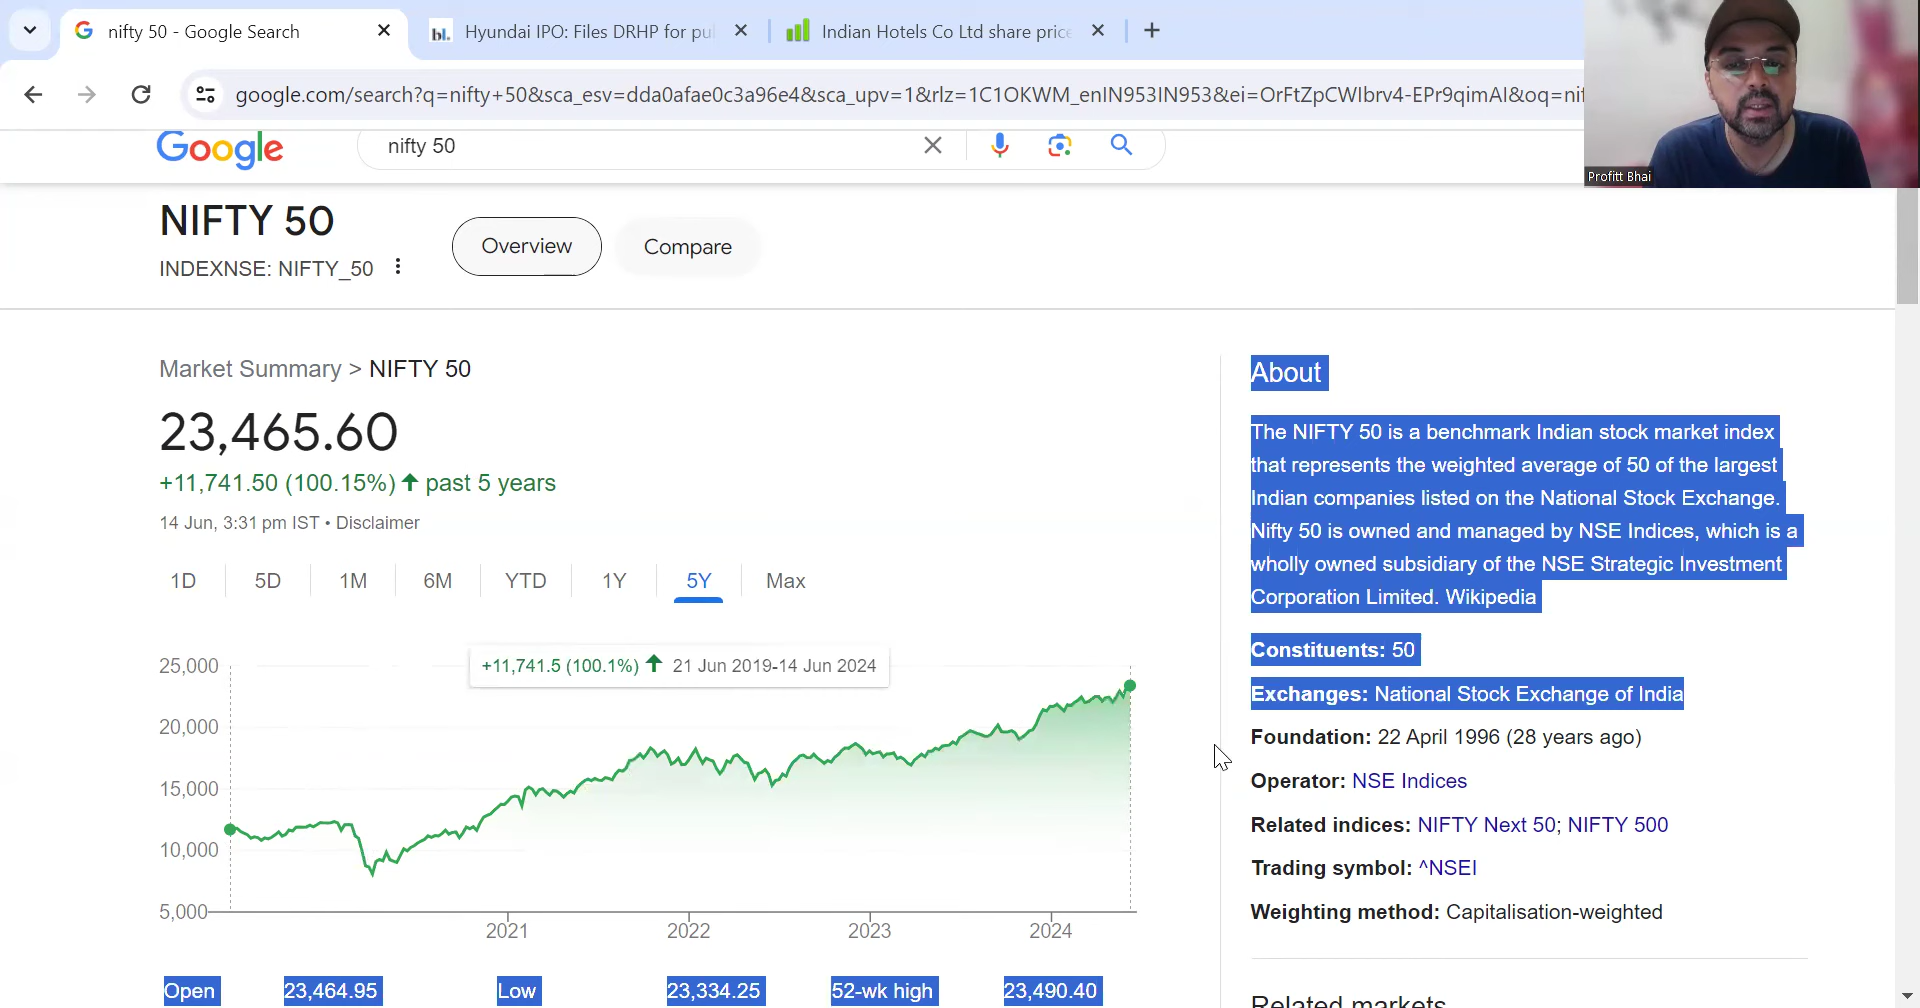 nifty 50 - Google Search
Hyundai IPO: Files DRHP for pu
Indian Hotels Co Ltd share price
google.com/search?q=nifty+50&sca_esv=dda0afae0c3a96e4&sca_upv=1&rlz=1C1OKWM_enIN953IN953&ei=OrFtZpCWIbrv4-EPr9qimAI&oq=nif
Profitt Bhai
Google
nifty 50
NIFTY 50
INDEXNSE: NIFTY_50
Overview
Compare
Market Summary > NIFTY 50
23,465.60
+11,741.50 (100.15%) ↑ past 5 years
14 Jun, 3:31 pm IST • Disclaimer
1D 5D 1M 6M YTD 1Y 5Y Max
+11,741.5 (100.1%) ↑ 21 Jun 2019-14 Jun 2024
25,000
20,000
15,000
10,000
5,000
2021 2022 2023 2024
Open 23,464.95 Low 23,334.25 52-wk high 23,490.40
About
The NIFTY 50 is a benchmark Indian stock market index
that represents the weighted average of 50 of the largest
Indian companies listed on the National Stock Exchange.
Nifty 50 is owned and managed by NSE Indices, which is a
wholly owned subsidiary of the NSE Strategic Investment
Corporation Limited. Wikipedia
Constituents: 50
Exchanges: National Stock Exchange of India
Foundation: 22 April 1996 (28 years ago)
Operator: NSE Indices
Related indices: NIFTY Next 50; NIFTY 500
Trading symbol: ^NSEI
Weighting method: Capitalisation-weighted
Related markets